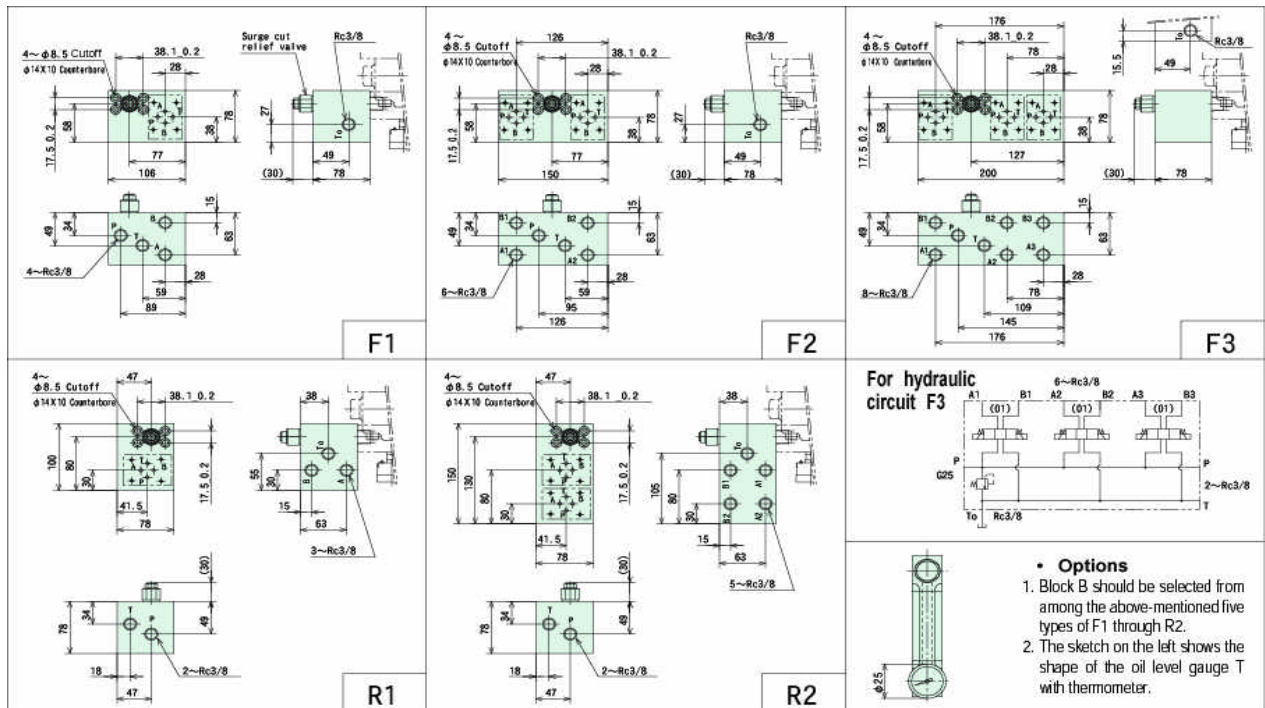 4~
φ8.5 Cutoff
φ14X10 Counterbore
38.1 0.2
28
Surge cut
relief valve
Rc3/8
17.5 0.2
58
P
A
B
38
78
77
106
27
To
49
(30)
78
34
49
P
B
T
A
15
63
4~Rc3/8
28
59
89
F1
4~
φ8.5 Cutoff
φ14X10 Counterbore
126
38.1 0.2
28
Rc3/8
17.5 0.2
58
38
78
77
150
27
To
49
(30)
78
49
34
B1
B2
P
T
A1
A2
15
63
6~Rc3/8
28
59
95
126
F2
4~
φ8.5 Cutoff
φ14X10 Counterbore
176
38.1 0.2
78
28
To
Rc3/8
15.5
49
17.5 0.2
58
38
78
127
200
(30)
78
49
34
B1
B2
B3
P
T
A1
A2
A3
15
63
8~Rc3/8
28
78
109
145
176
F3
4~
φ8.5 Cutoff
φ14X10 Counterbore
47
38.1 0.2
100
80
30
T
A
B
P
17.5 0.2
41.5
78
38
To
55
30
B
A
15
63
3~Rc3/8
(30)
78
34
T
P
49
2~Rc3/8
18
47
R1
4~
φ8.5 Cutoff
φ14X10 Counterbore
47
38.1 0.2
150
130
80
30
17.5 0.2
41.5
78
38
To
105
80
30
B1
A1
B2
A2
15
63
5~Rc3/8
(30)
78
34
T
P
49
2~Rc3/8
18
47
R2
For hydraulic
circuit F3
6~Rc3/8
A1 B1 A2 B2 A3 B3
(01) (01) (01)
P P
G25
2~Rc3/8
T
To Rc3/8
φ25
• Options
1. Block B should be selected from
among the above-mentioned five
types of F1 through R2.
2. The sketch on the left shows the
shape of the oil level gauge T
with thermometer.